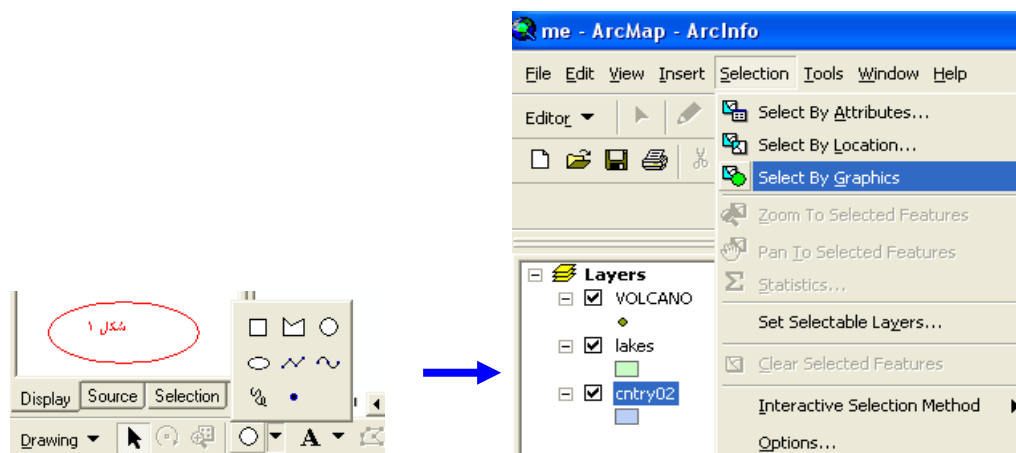 شکل ۱
Display Source Selection
Drawing A
me - ArcMap - ArcInfo
File Edit View Insert Selection Tools Window Help
Editor
Select By Attributes...
Select By Location...
Select By Graphics
Zoom To Selected Features
Pan To Selected Features
Statistics...
Set Selectable Layers...
Clear Selected Features
Interactive Selection Method
Options...
Layers
VOLCANO
lakes
cntry02